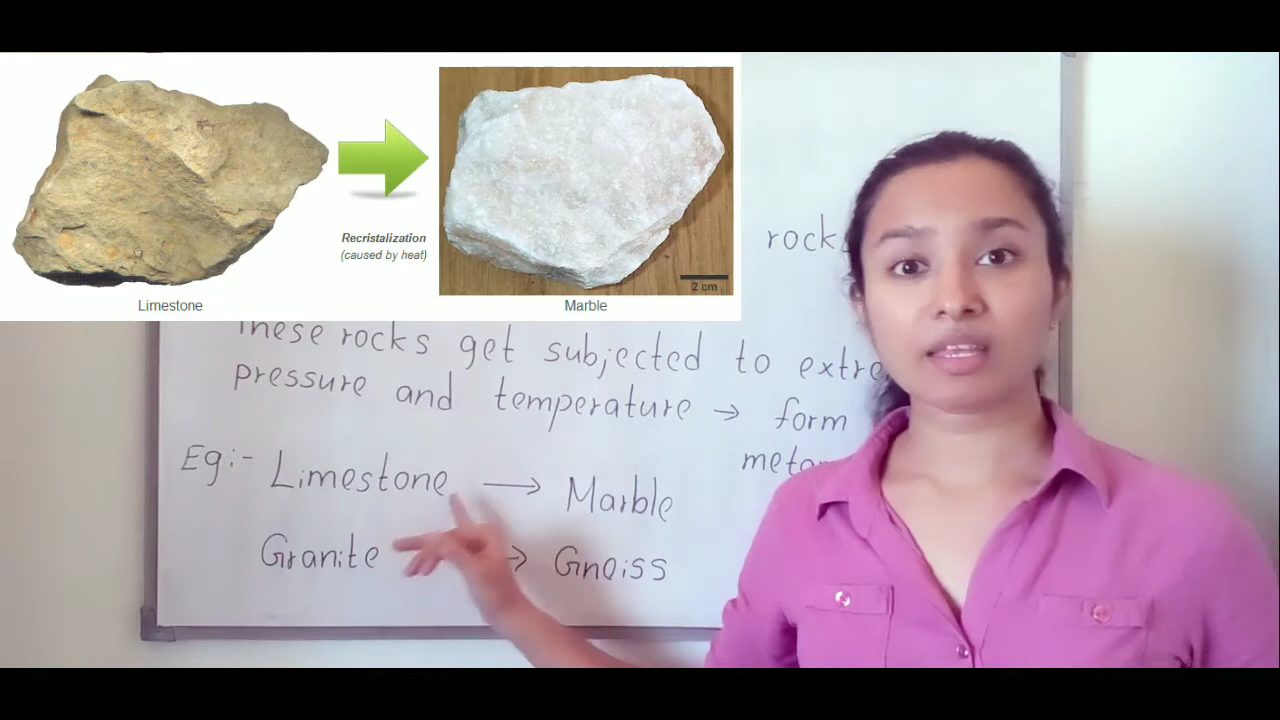 Recristalization
(caused by heat)
2 cm
Limestone
Marble
rock
These rocks get subjected to extre
pressure and temperature → form
meta
Eg:- Limestone → Marble
Granite → Gneiss